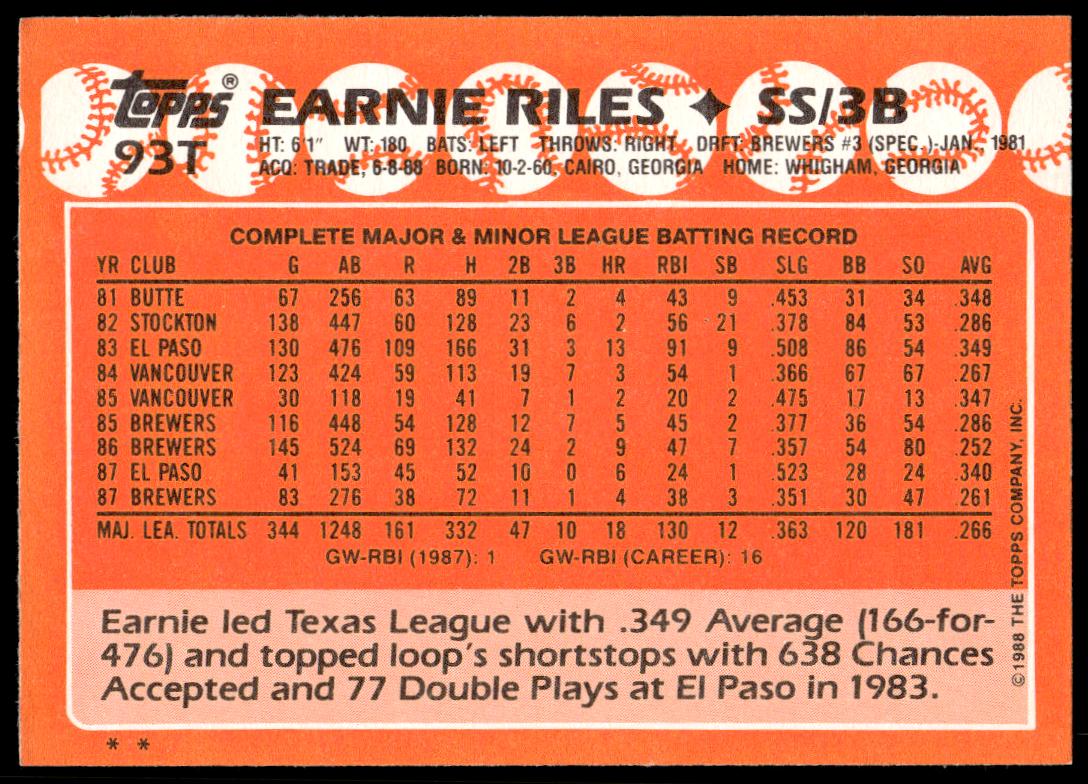 topps® EARNIE RILES ✦ SS/3B
93T HT: 6'1" WT: 180 BATS: LEFT THROWS: RIGHT DRFT: BREWERS #3 (SPEC.)-JAN., 1981
ACQ: TRADE, 6-8-88 BORN: 10-2-60, CAIRO, GEORGIA HOME: WHIGHAM, GEORGIA
COMPLETE MAJOR & MINOR LEAGUE BATTING RECORD
YR CLUB G AB R H 2B 3B HR RBI SB SLG BB SO AVG
81 BUTTE 67 256 63 89 11 2 4 43 9 .453 31 34 .348
82 STOCKTON 138 447 60 128 23 6 2 56 21 .378 84 53 .286
83 EL PASO 130 476 109 166 31 3 13 91 9 .508 86 54 .349
84 VANCOUVER 123 424 59 113 19 7 3 54 1 .366 67 67 .267
85 VANCOUVER 30 118 19 41 7 1 2 20 2 .475 17 13 .347
85 BREWERS 116 448 54 128 12 7 5 45 2 .377 36 54 .286
86 BREWERS 145 524 69 132 24 2 9 47 7 .357 54 80 .252
87 EL PASO 41 153 45 52 10 0 6 24 1 .523 28 24 .340
87 BREWERS 83 276 38 72 11 1 4 38 3 .351 30 47 .261
MAJ. LEA. TOTALS 344 1248 161 332 47 10 18 130 12 .363 120 181 .266
GW-RBI (1987): 1 GW-RBI (CAREER): 16
Earnie led Texas League with .349 Average (166-for-
476) and topped loop's shortstops with 638 Chances
Accepted and 77 Double Plays at El Paso in 1983.
©1988 THE TOPPS COMPANY, INC.
* *